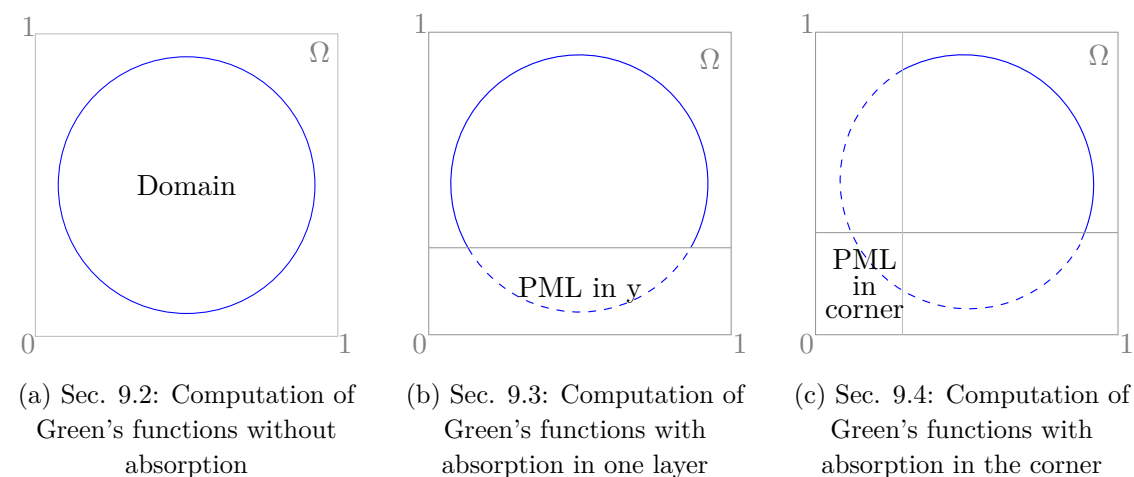 1
Ω
Domain
0
1
(a) Sec. 9.2: Computation of
Green's functions without
absorption
1
Ω
PML in y
0
1
(b) Sec. 9.3: Computation of
Green's functions with
absorption in one layer
1
Ω
PML
in
corner
0
1
(c) Sec. 9.4: Computation of
Green's functions with
absorption in the corner